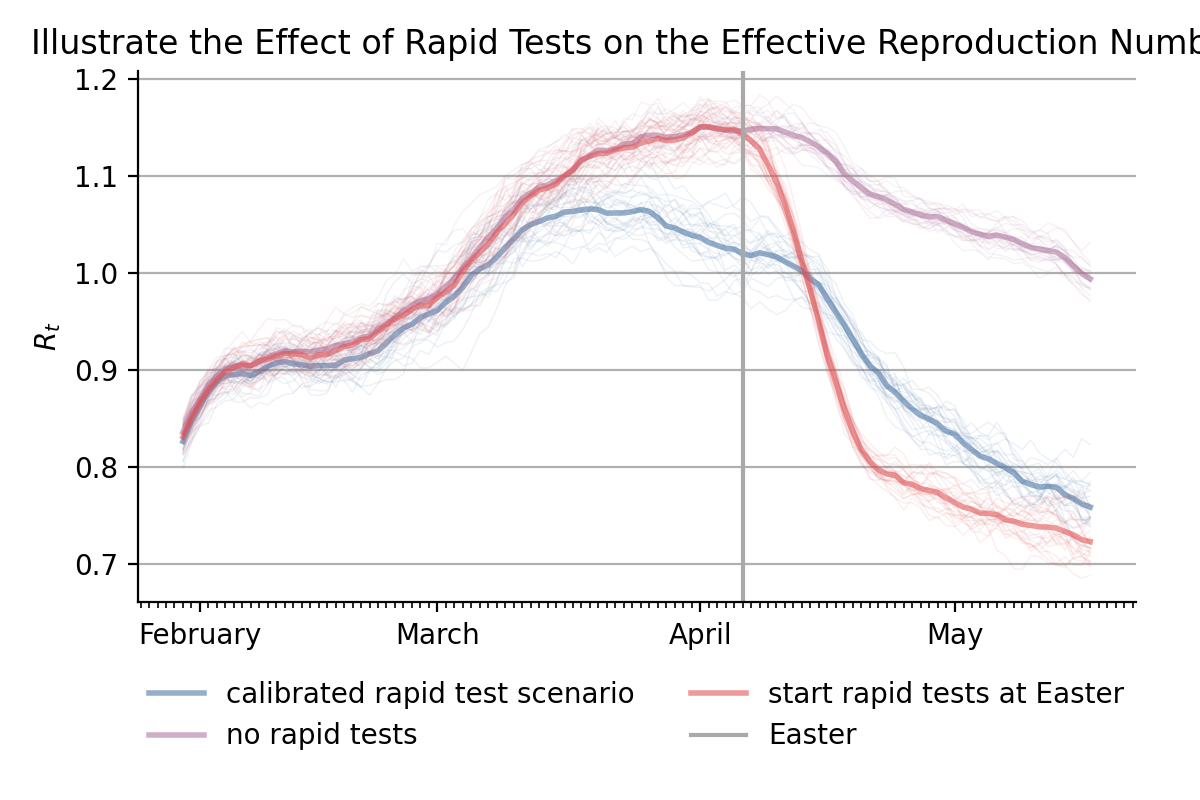 Illustrate the Effect of Rapid Tests on the Effective Reproduction Numb
1.2
1.1
1.0
0.9
0.8
0.7
R_t
February March April May
calibrated rapid test scenario start rapid tests at Easter
no rapid tests Easter